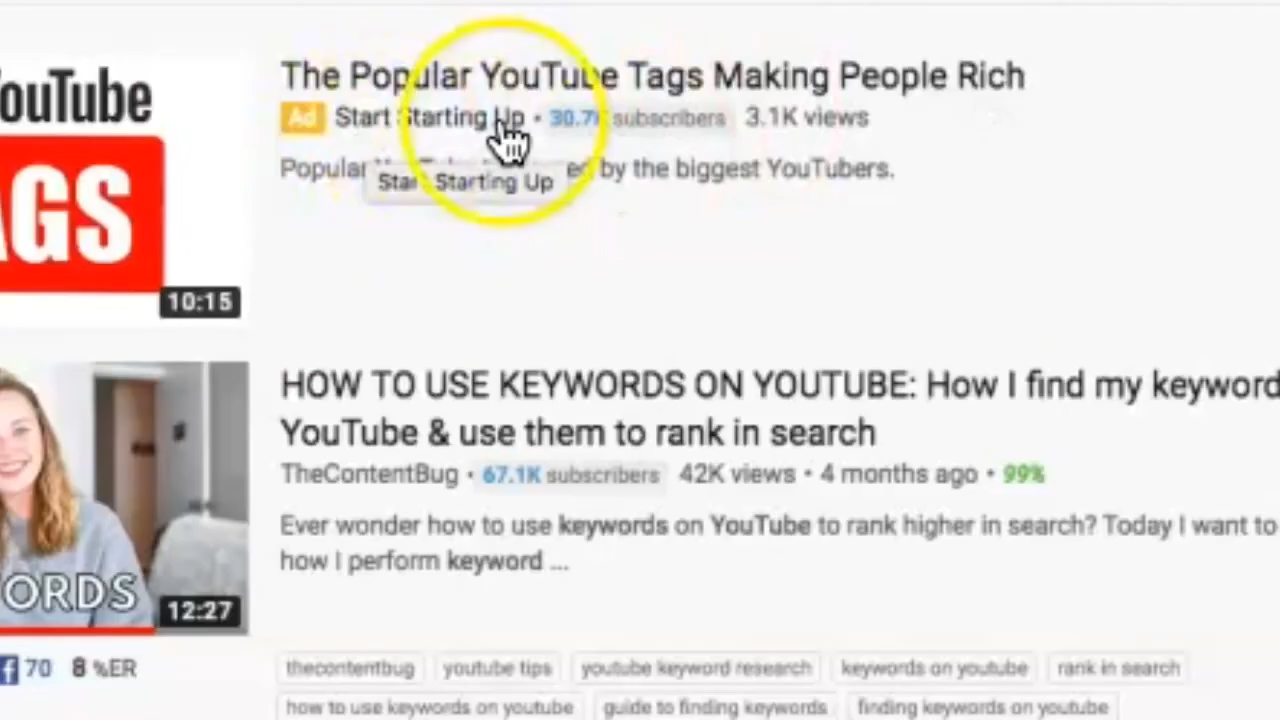 ouTube
AGS
10:15
The Popular YouTube Tags Making People Rich
Ad Start Starting Up • 30.7K subscribers 3.1K views
Popular by the biggest YouTubers.
Start Starting Up
ORDS
12:27
HOW TO USE KEYWORDS ON YOUTUBE: How I find my keyword
YouTube & use them to rank in search
TheContentBug • 67.1K subscribers 42K views • 4 months ago • 99%
Ever wonder how to use keywords on YouTube to rank higher in search? Today I want to
how I perform keyword ...
f 70 8 %ER
thecontentbug youtube tips youtube keyword research keywords on youtube rank in search
how to use keywords on youtube guide to finding keywords finding keywords on youtube